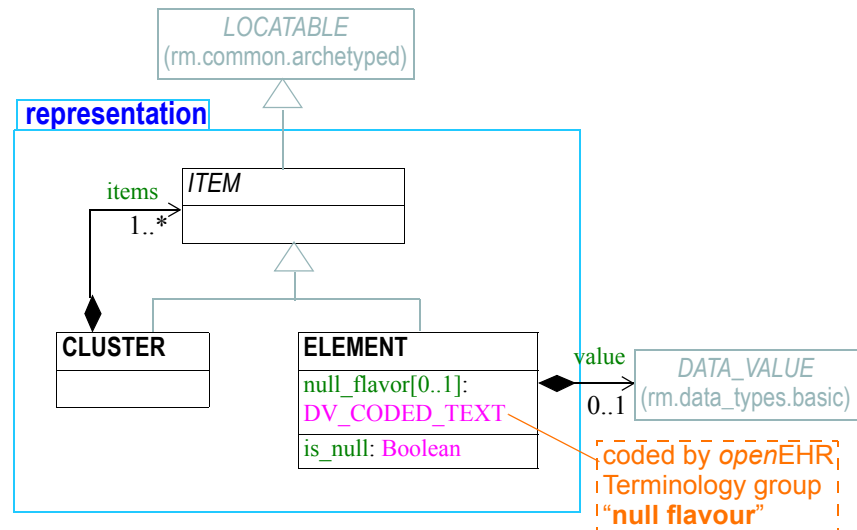 LOCATABLE
(rm.common.archetyped)
representation
items
ITEM
1..*
CLUSTER
ELEMENT
null_flavor[0..1]:
DV_CODED_TEXT
is_null: Boolean
value
0..1
DATA_VALUE
(rm.data_types.basic)
coded by openEHR
Terminology group
“null flavour”